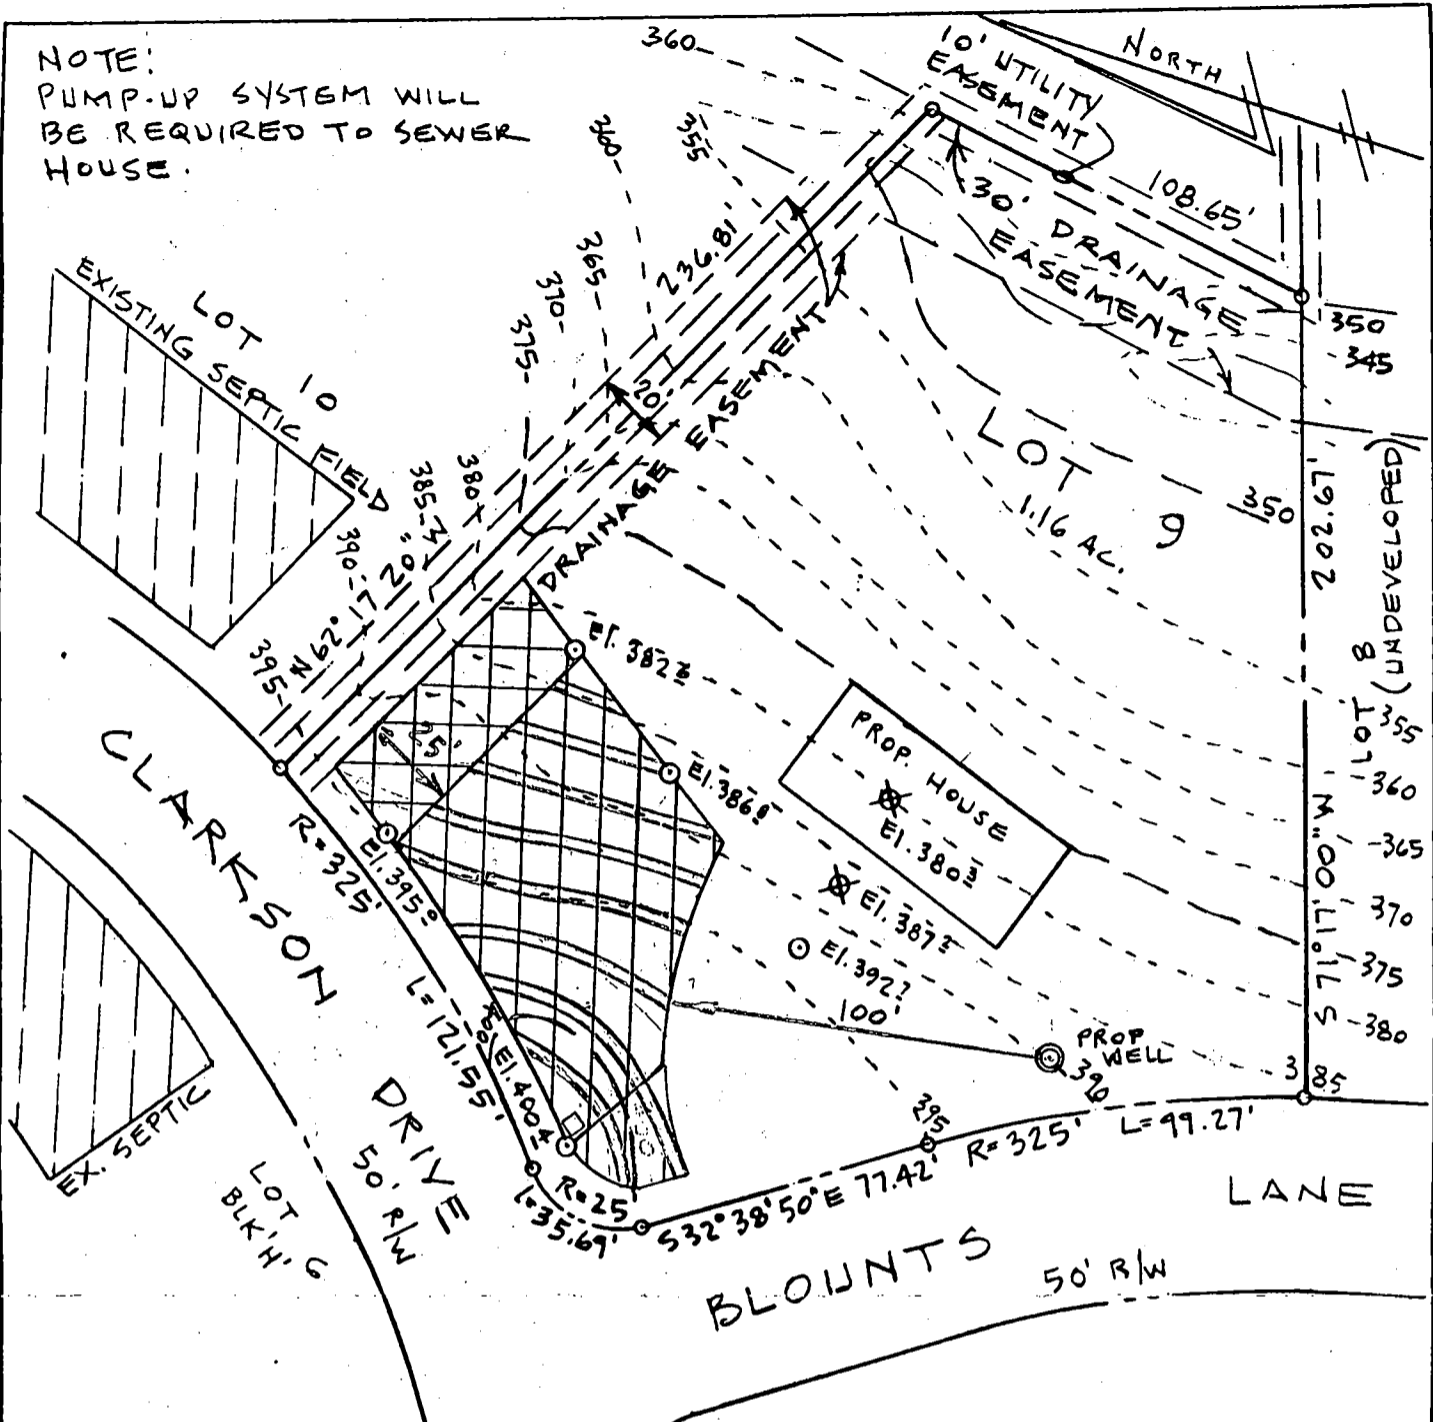 NOTE:
PUMP-UP SYSTEM WILL
BE REQUIRED TO SEWER
HOUSE.
360
10' UTILITY
EASEMENT
NORTH
360
355
108.65'
30' DRAINAGE
EASEMENT
236.81'
365
370
375
20'
DRAINAGE EASEMENT
350
345
LOT 10
EXISTING SEPTIC FIELD
380
385
390
395
N62°17'20"W
LOT 9
1.16 AC.
350
202.67'
S71°17'00"W
LOT 8
(UNDEVELOPED)
355
360
365
370
375
380
385
El. 382
25'
El. 386
PROP. HOUSE
El. 380³
El. 395⁰
El. 387
El. 392
100'
PROP
WELL
390
395
400
El. 400
CLARKSON
DRIVE
50' R/W
R=325'
L=121.55'
R=25
L=35.69'
S32°38'50"E 77.42'
R=325' L=99.27'
BLOUNTS
LANE
50' R/W
EX. SEPTIC
LOT 6
BLK 'H'